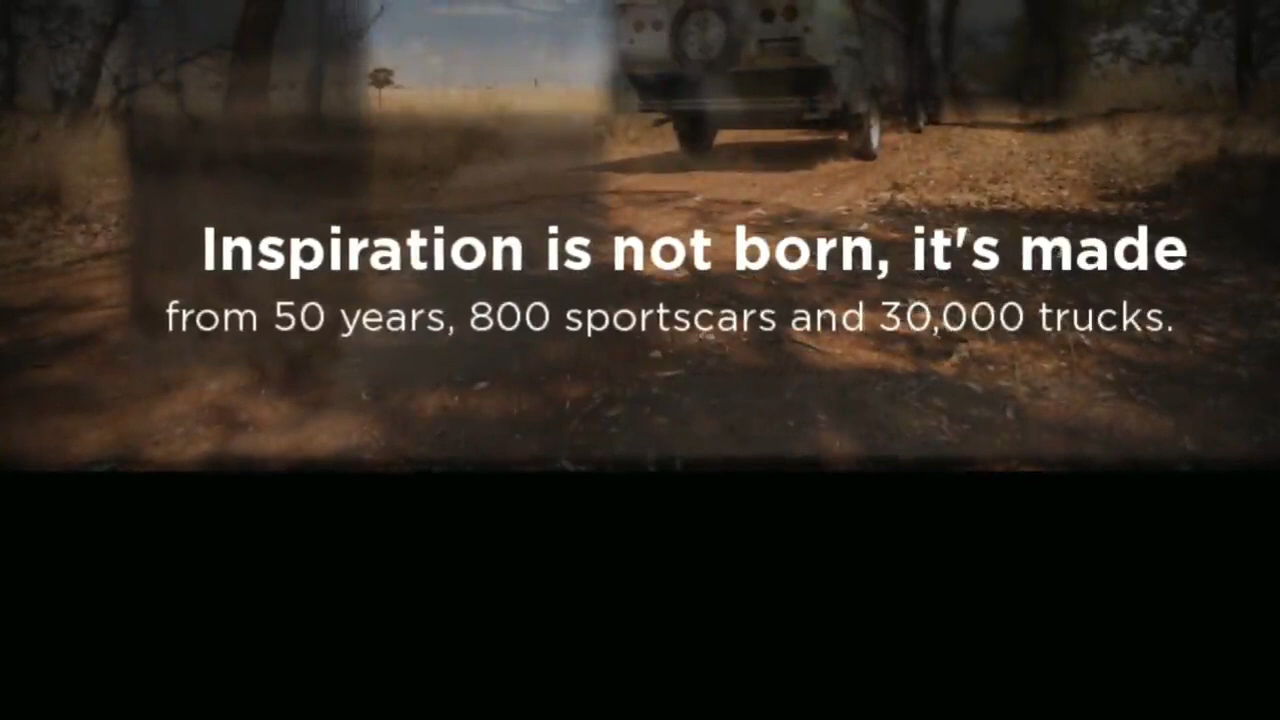 Inspiration is not born, it's made
from 50 years, 800 sportscars and 30,000 trucks.